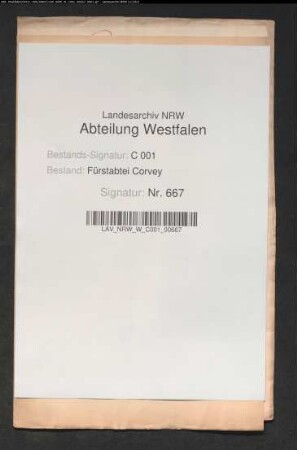 Landesarchiv NRW
Abteilung Westfalen
Bestands-Signatur: C 001
Bestand: Fürstabtei Corvey
Signatur: Nr. 667
LAV_NRW_W_C001_00667